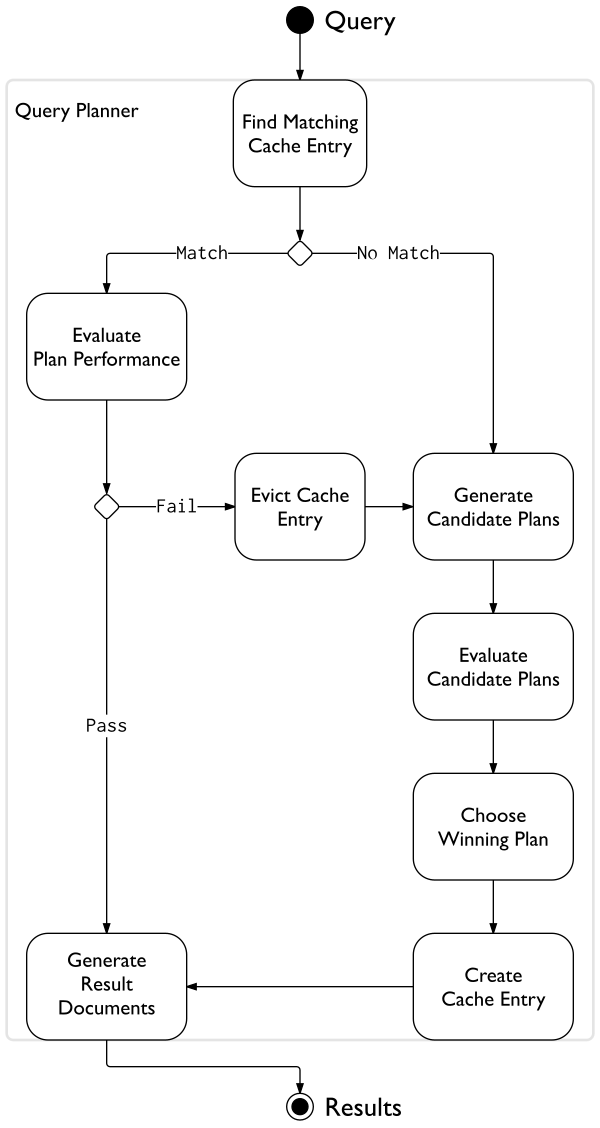 Query
Query Planner
Find Matching
Cache Entry
Match
No Match
Evaluate
Plan Performance
Fail
Evict Cache
Entry
Generate
Candidate Plans
Evaluate
Candidate Plans
Pass
Choose
Winning Plan
Generate
Result
Documents
Create
Cache Entry
Results